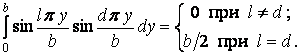 ∫₀ᵇ sin(lπy/b) sin(dπy/b) dy = { 0 при l ≠ d;
b/2 при l = d.